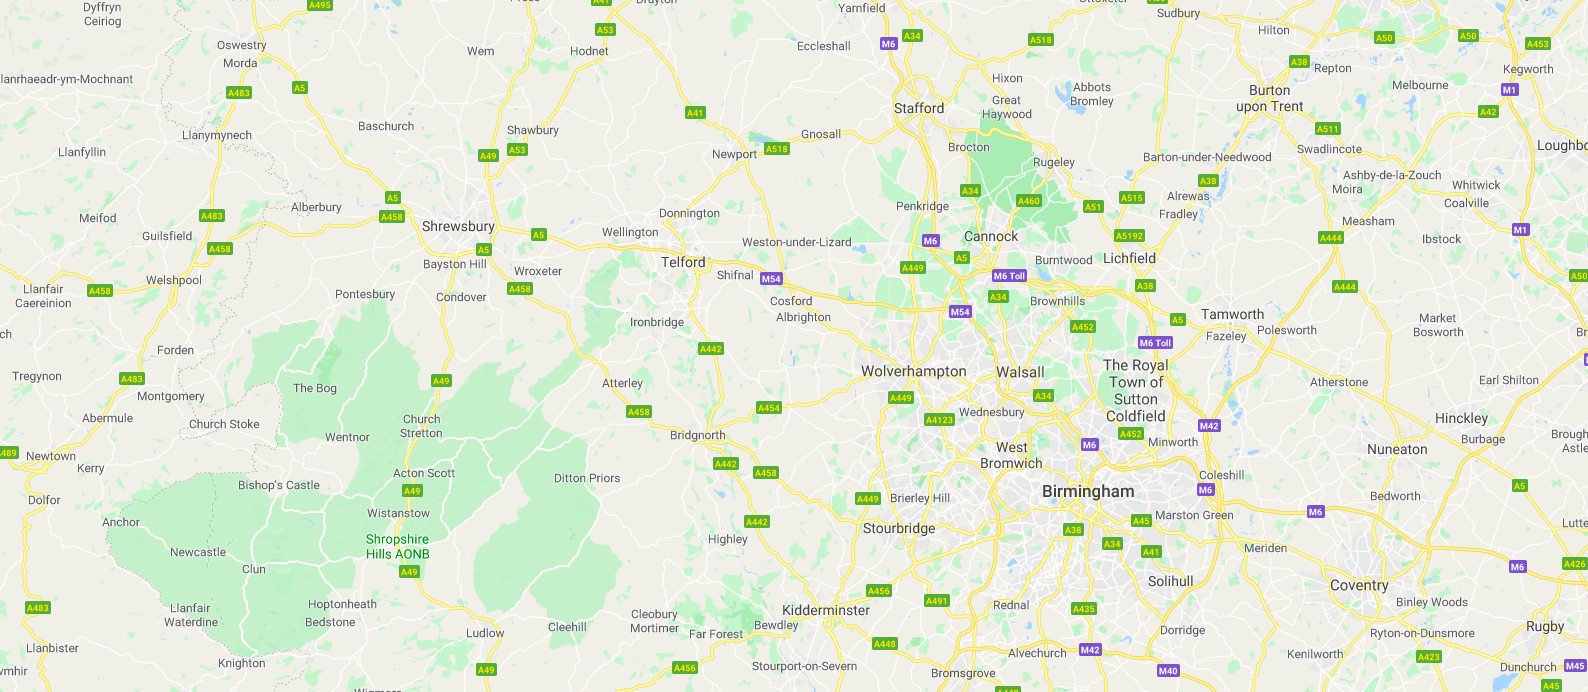 Dyffryn
Ceiriog
A495
A41
Drayton
Yarnfield
Sudbury
A53
M6
A34
A518
Hilton
A50
A50
A453
Oswestry
Wem
Hodnet
Eccleshall
Morda
A38
Repton
Kegworth
lanrhaeadr-ym-Mochnant
A483
A5
Hixon
Abbots
Bromley
Burton
upon Trent
Melbourne
M1
A41
Stafford
Great
Haywood
A42
Baschurch
Shawbury
Gnosall
A511
Llanymynech
A53
A49
Newport
A518
Brocton
Rugeley
Swadlincote
Loughbo
Llanfyllin
Barton-under-Needwood
Ashby-de-la-Zouch
A5
A34
A460
A515
A38
Alrewas
Moira
Whitwick
Coalville
Meifod
A483
Alberbury
A458
Donnington
Penkridge
A51
Fradley
Measham
Shrewsbury
Guilsfield
A458
A5
A5
Wellington
Weston-under-Lizard
M6
Cannock
A5192
A444
Ibstock
M1
Bayston Hill
Telford
A5
Burntwood
Lichfield
Wroxeter
Shifnal
M54
A449
M6 Toll
A50
Welshpool
Llanfair
Caereinion
A458
Pontesbury
Condover
A458
Cosford
Albrighton
A34
Brownhills
A38
A444
Ironbridge
M54
A452
A5
Tamworth
Fazeley
Polesworth
Market
Bosworth
Forden
A442
M6 Toll
Tregynon
A483
The Bog
A49
Atterley
Wolverhampton
Walsall
The Royal
Town of
Sutton
Coldfield
Atherstone
Earl Shilton
Montgomery
Abermule
Church Stoke
Church
Stretton
A458
A454
A449
A34
A4123
Wednesbury
M42
Hinckley
Wentnor
Bridgnorth
A452
M6
Minworth
Burbage
Brough
Astle
A489
Newtown
Kerry
Acton Scott
A442
A458
West
Bromwich
Nuneaton
Coleshill
Dolfor
Bishop's Castle
A49
Ditton Priors
A449
Brierley Hill
Birmingham
M6
Bedworth
A5
Anchor
Wistanstow
A442
Stourbridge
A38
A45
Marston Green
M6
Lutte
Newcastle
Clun
Shropshire
Hills AONB
A49
Highley
A34
A41
Meriden
Solihull
Coventry
M6
A426
A483
Llanfair
Waterdine
Hoptonheath
Bedstone
Cleobury
Mortimer
Kidderminster
A456
A491
Rednal
A435
Binley Woods
Llanbister
Knighton
Ludlow
Cleehill
Far Forest
Bewdley
A448
Alvechurch
M42
Dorridge
Kenilworth
Ryton-on-Dunsmore
Rugby
A49
A456
Stourport-on-Severn
Bromsgrove
M40
A423
Dunchurch
M45
A45